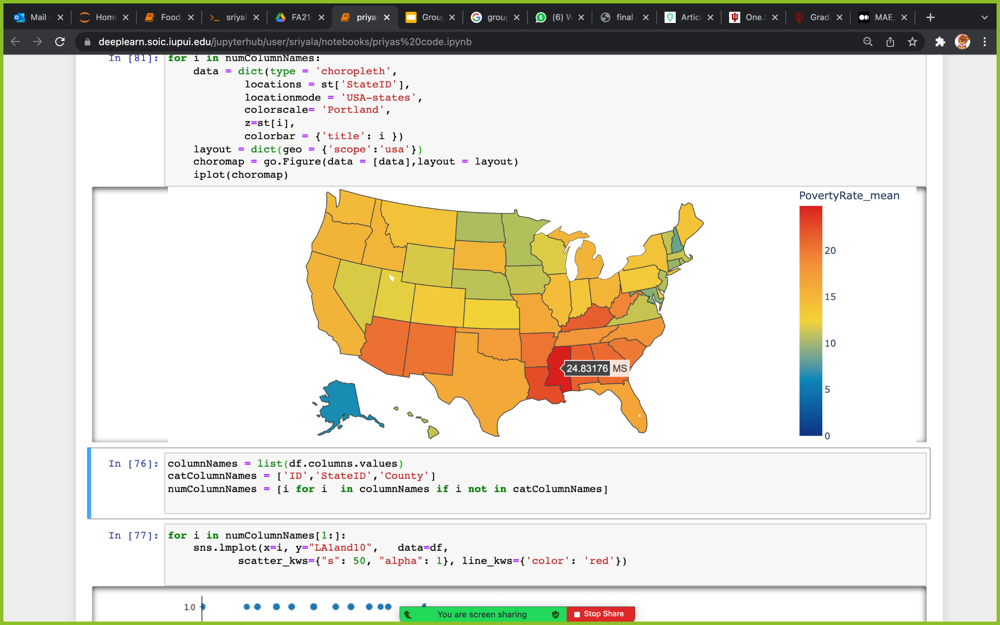 Mail
Home
Food
sriyal
FA21-
priya
Group
group
(6) W
final
Articl
One.I
Grad
MAE,
deeplearn.soic.iupui.edu/jupyterhub/user/sriyala/notebooks/priyas%20code.ipynb
In [81]: for i in numColumnNames:
data = dict(type = 'choropleth',
locations = st['StateID'],
locationmode = 'USA-states',
colorscale= 'Portland',
z=st[i],
colorbar = {'title': i })
layout = dict(geo = {'scope':'usa'})
choromap = go.Figure(data = [data],layout = layout)
iplot(choromap)
PovertyRate_mean
20
15
10
5
0
24.83176 MS
In [76]: columnNames = list(df.columns.values)
catColumnNames = ['ID','StateID','County']
numColumnNames = [i for i  in columnNames if i not in catColumnNames]
In [77]: for i in numColumnNames[1:]:
sns.lmplot(x=i, y="LA1and10",   data=df,
scatter_kws={"s": 50, "alpha": 1}, line_kws={'color': 'red'})
1.0
You are screen sharing
Stop Share